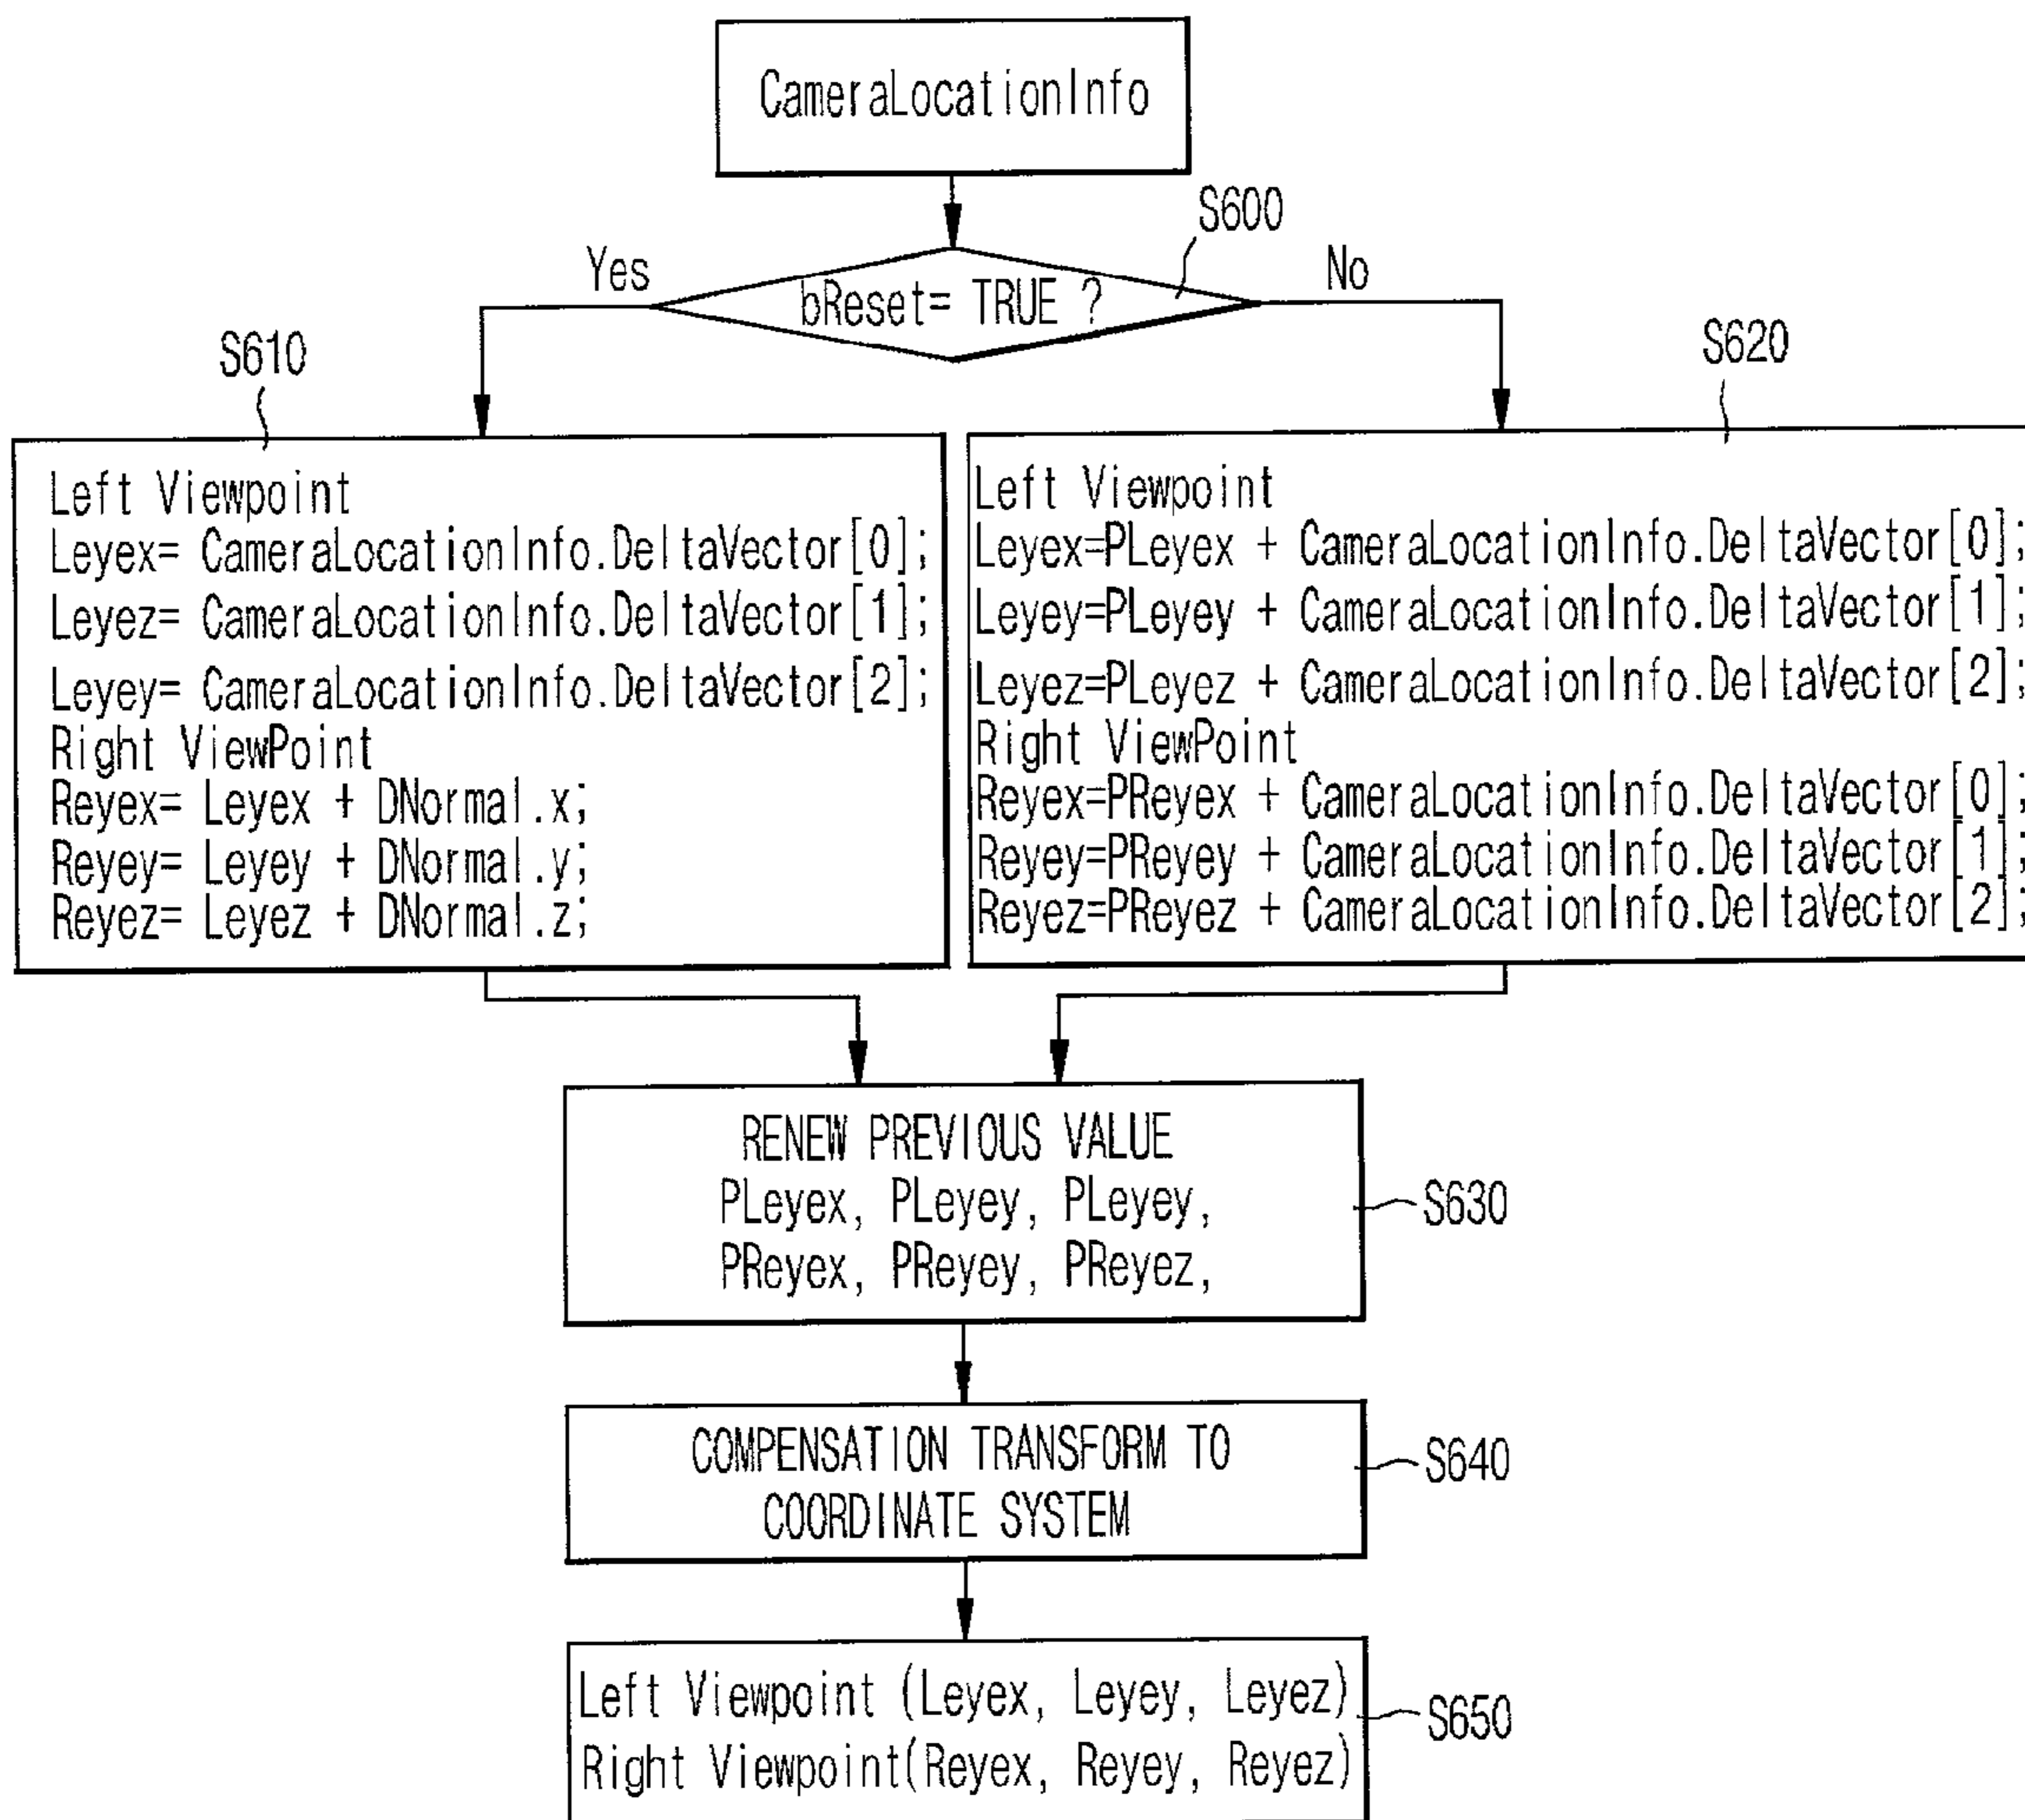 CameraLocationInfo
S600
Yes
bReset= TRUE ?
No
S610
S620
Left Viewpoint
Leyex= CameraLocationInfo.DeltaVector[0];
Leyez= CameraLocationInfo.DeltaVector[1];
Leyey= CameraLocationInfo.DeltaVector[2];
Right ViewPoint
Reyex= Leyex + DNormal.x;
Reyey= Leyey + DNormal.y;
Reyez= Leyez + DNormal.z;
Left Viewpoint
Leyex=PLeyex + CameraLocationInfo.DeltaVector[0];
Leyey=PLeyey + CameraLocationInfo.DeltaVector[1];
Leyez=PLeyez + CameraLocationInfo.DeltaVector[2];
Right ViewPoint
Reyex=PReyex + CameraLocationInfo.DeltaVector[0];
Reyey=PReyey + CameraLocationInfo.DeltaVector[1];
Reyez=PReyez + CameraLocationInfo.DeltaVector[2];
RENEW PREVIOUS VALUE
PLeyex, PLeyey, PLeyey,
PReyex, PReyey, PReyez,
S630
COMPENSATION TRANSFORM TO
COORDINATE SYSTEM
S640
Left Viewpoint (Leyex, Leyey, Leyez)
Right Viewpoint(Reyex, Reyey, Reyez)
S650